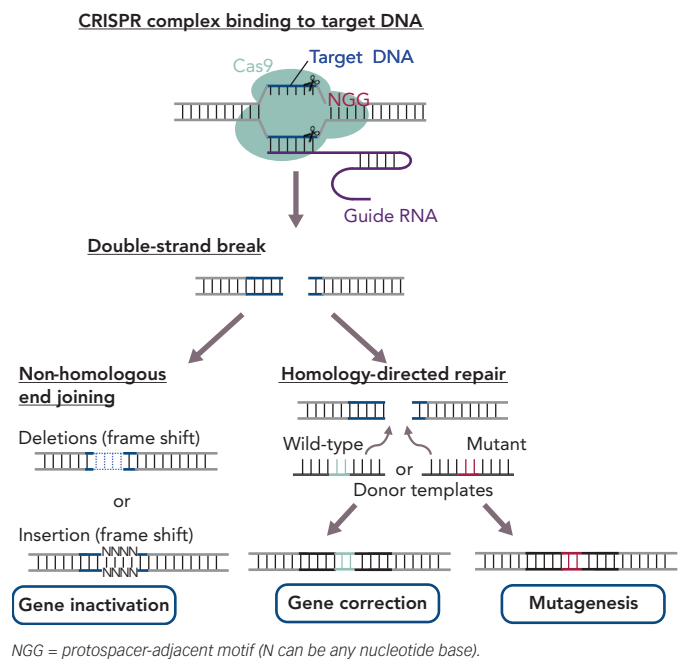 CRISPR complex binding to target DNA
Cas9
Target DNA
NGG
Guide RNA
Double-strand break
Non-homologous
end joining
Deletions (frame shift)
or
Insertion (frame shift)
NNNN
NNNN
Gene inactivation
Homology-directed repair
Wild-type
or
Mutant
Donor templates
Gene correction
Mutagenesis
NGG = protospacer-adjacent motif (N can be any nucleotide base).